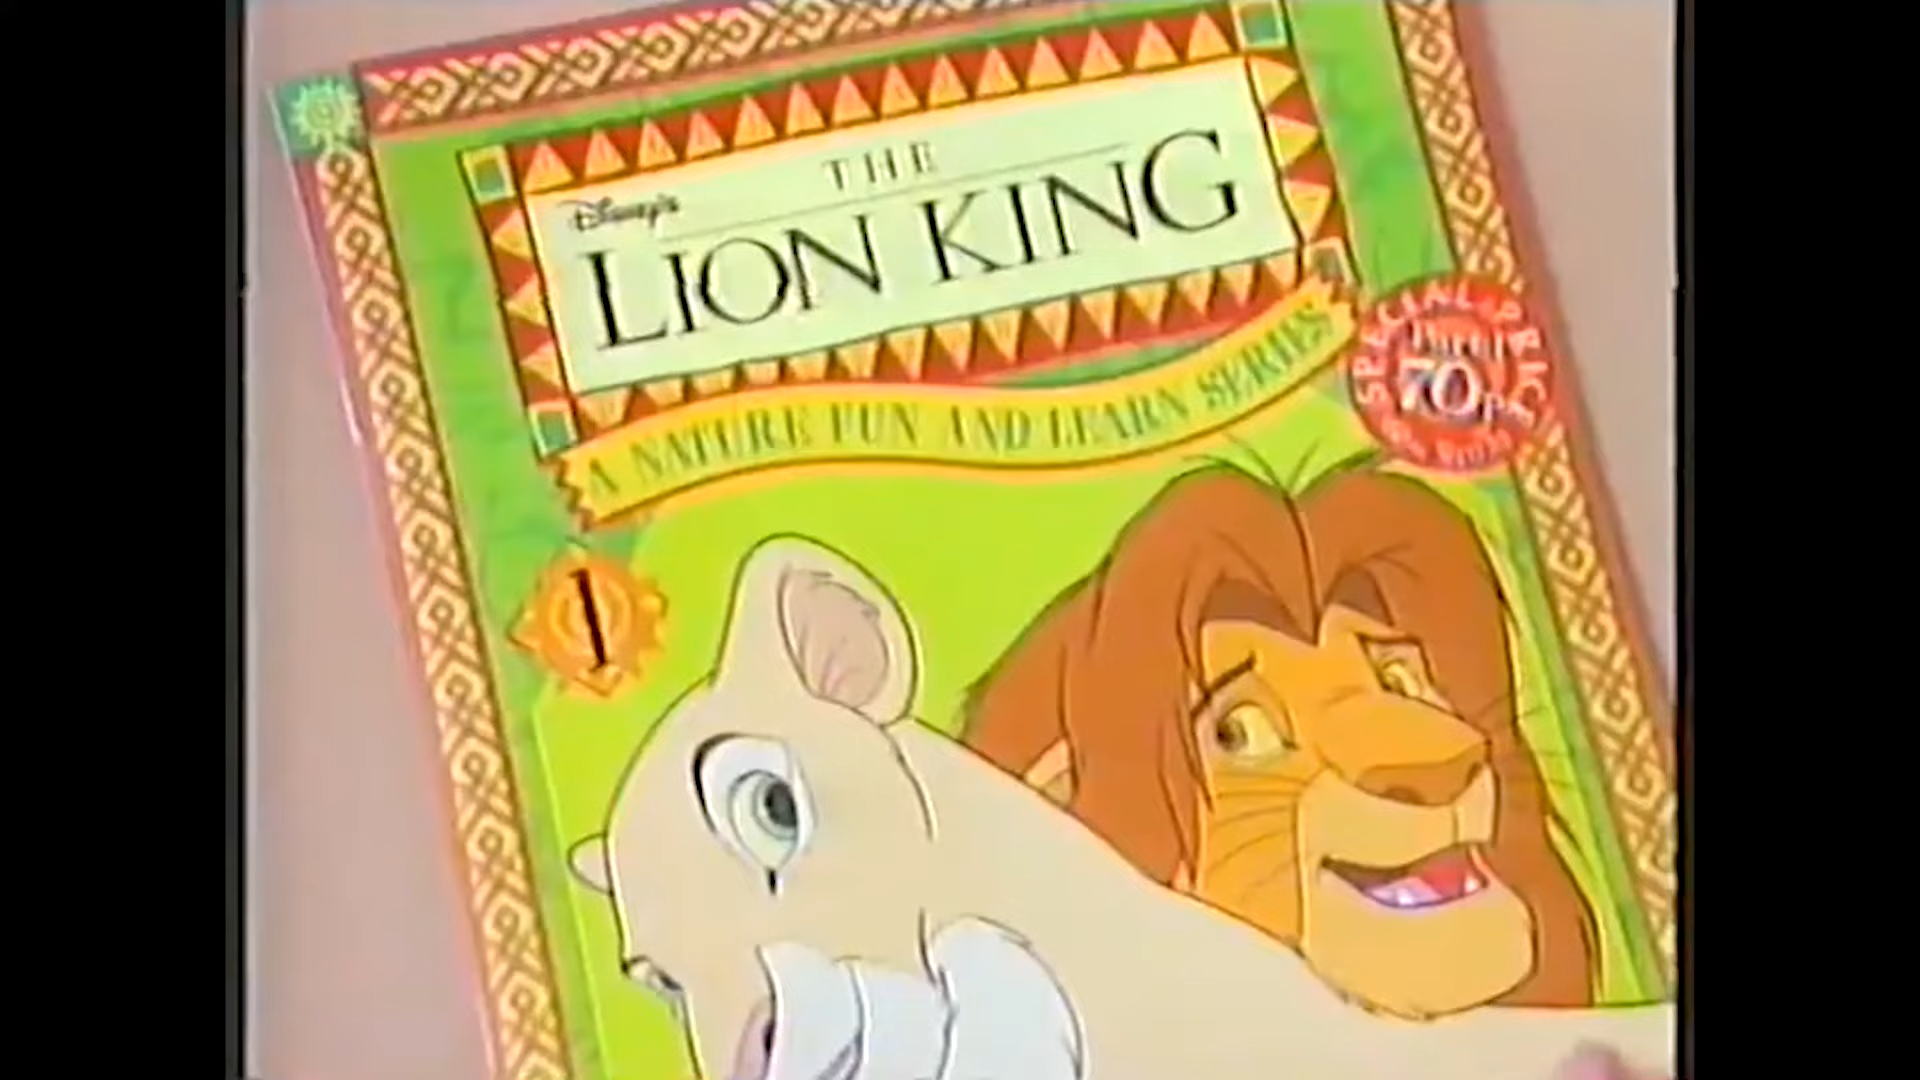 Disney's
THE
LION KING
A NATURE FUN AND LEARN SERIES
SPECIAL PRICE
70p
1